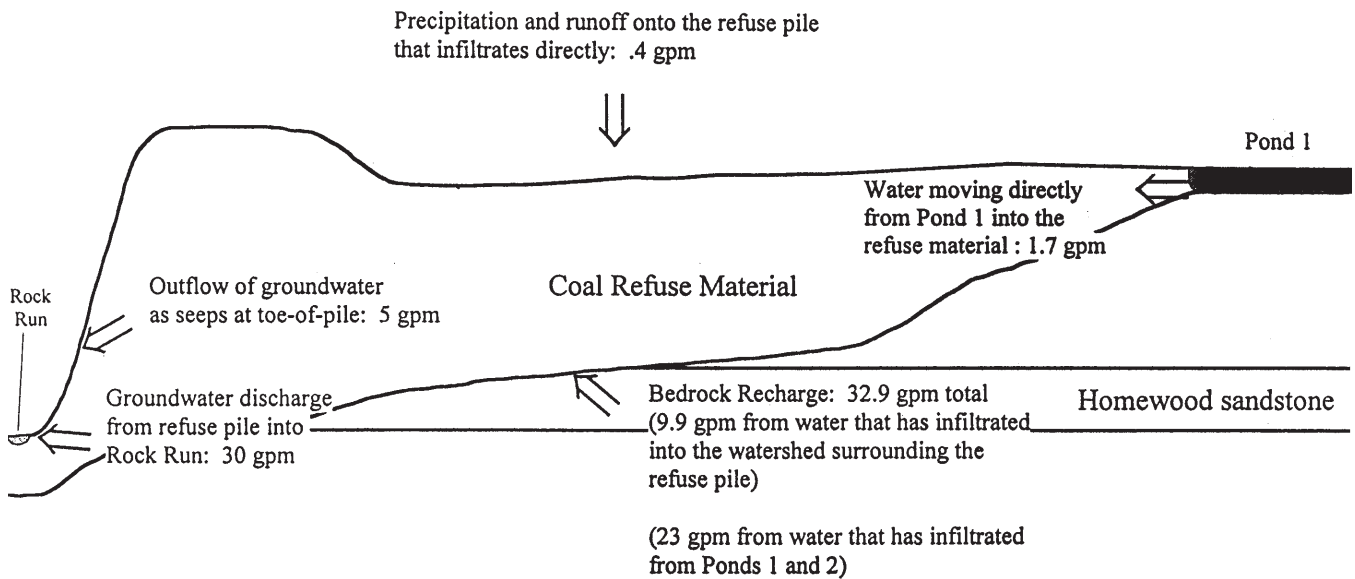 Precipitation and runoff onto the refuse pile
that infiltrates directly: .4 gpm
Pond 1
Water moving directly
from Pond 1 into the
refuse material : 1.7 gpm
Coal Refuse Material
Outflow of groundwater
as seeps at toe-of-pile: 5 gpm
Rock
Run
Groundwater discharge
from refuse pile into
Rock Run: 30 gpm
Bedrock Recharge: 32.9 gpm total
(9.9 gpm from water that has infiltrated
into the watershed surrounding the
refuse pile)
(23 gpm from water that has infiltrated
from Ponds 1 and 2)
Homewood sandstone